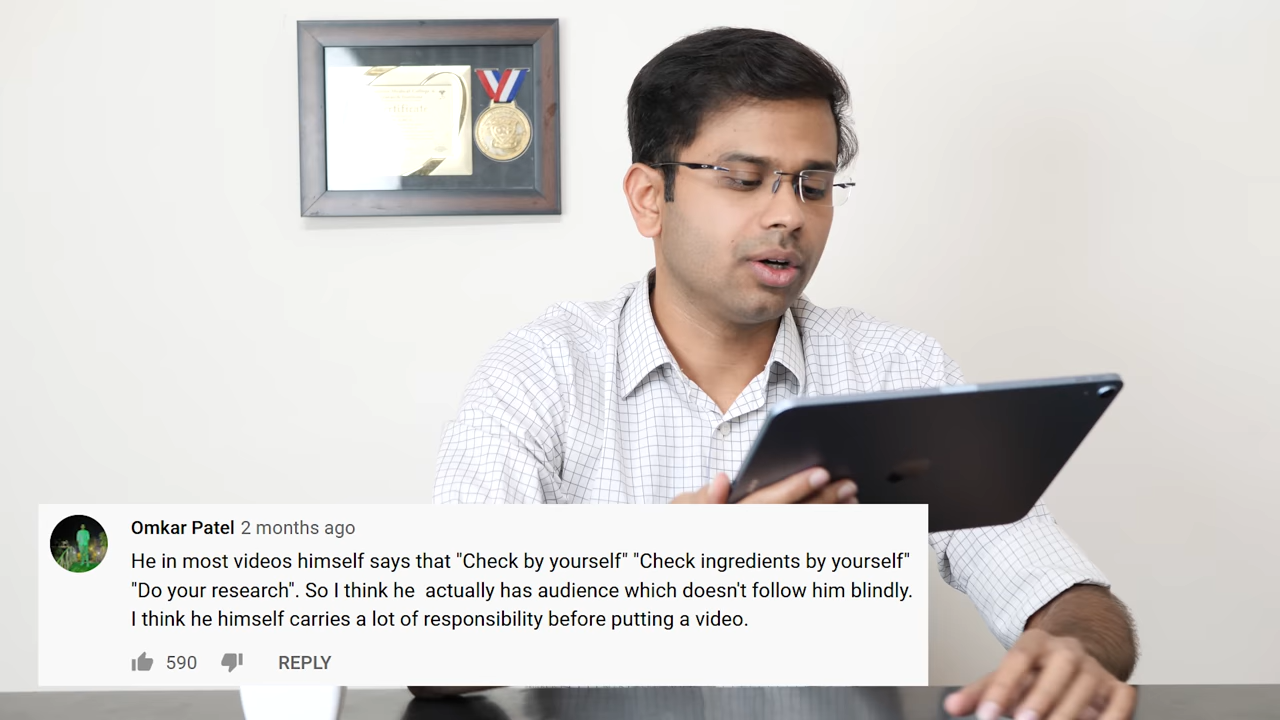 Omkar Patel 2 months ago
He in most videos himself says that "Check by yourself" "Check ingredients by yourself"
"Do your research". So I think he  actually has audience which doesn't follow him blindly.
I think he himself carries a lot of responsibility before putting a video.
590 REPLY